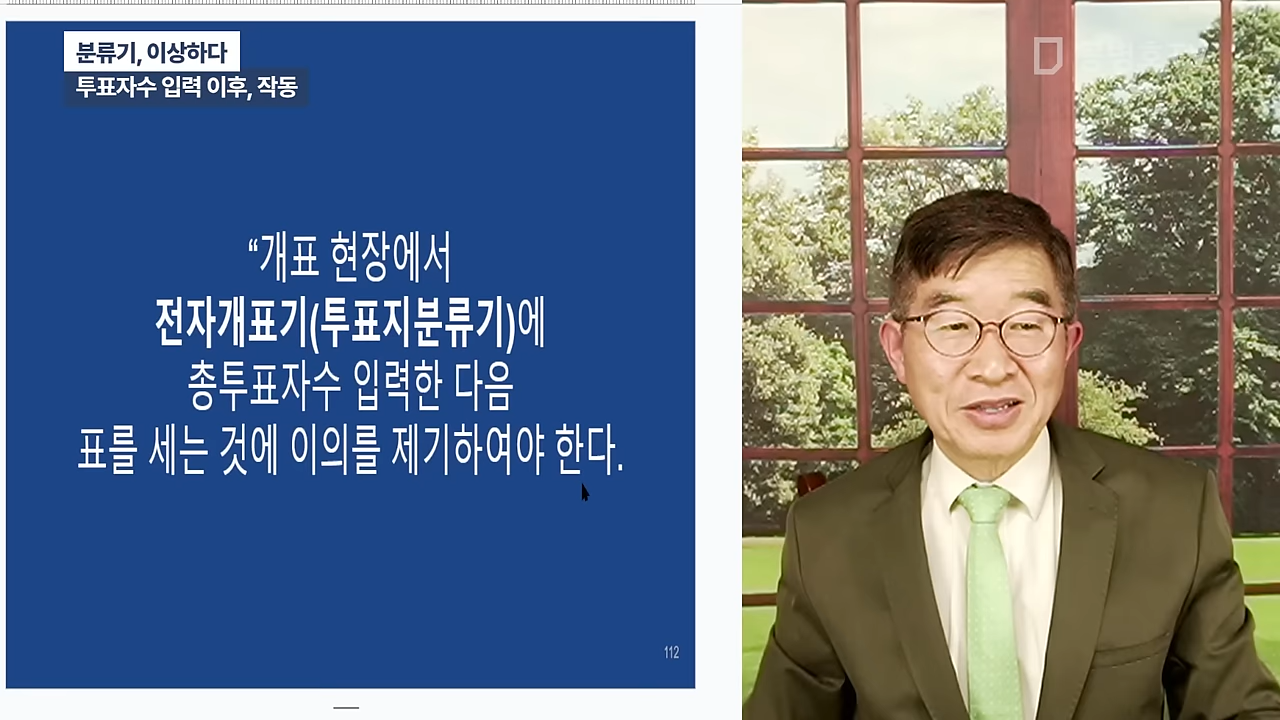 분류기, 이상하다
투표자수 입력 이후, 작동
“개표 현장에서
전자개표기(투표지분류기)에
총투표자수 입력한 다음
표를 세는 것에 이의를 제기하여야 한다.
112